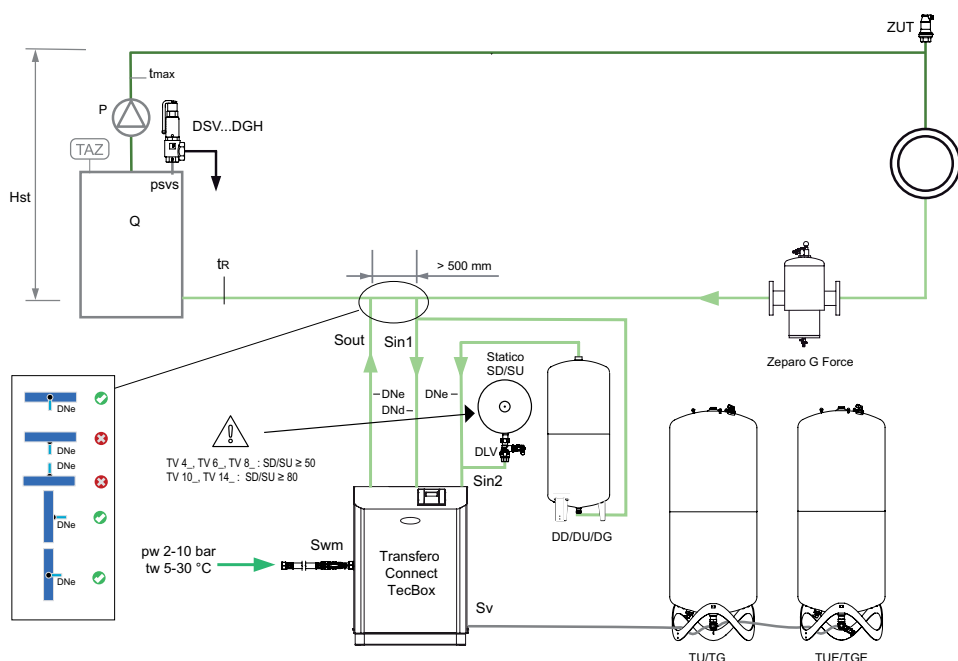 ZUT
tmax
P
DSV...DGH
TAZ
psvs
Hst
Q
tR
> 500 mm
Zeparo G Force
Sout
Sin1
Statico
SD/SU
DNe
DNe
DNd
DNe
DNe
DNe
DLV
TV 4_, TV 6_, TV 8_ : SD/SU ≥ 50
TV 10_, TV 14_ : SD/SU ≥ 80
Sin2
DNe
DD/DU/DG
DNe
pw 2-10 bar
tw 5-30 °C
Swm
Transfero
Connect
TecBox
Sv
TU/TG
TUE/TGE